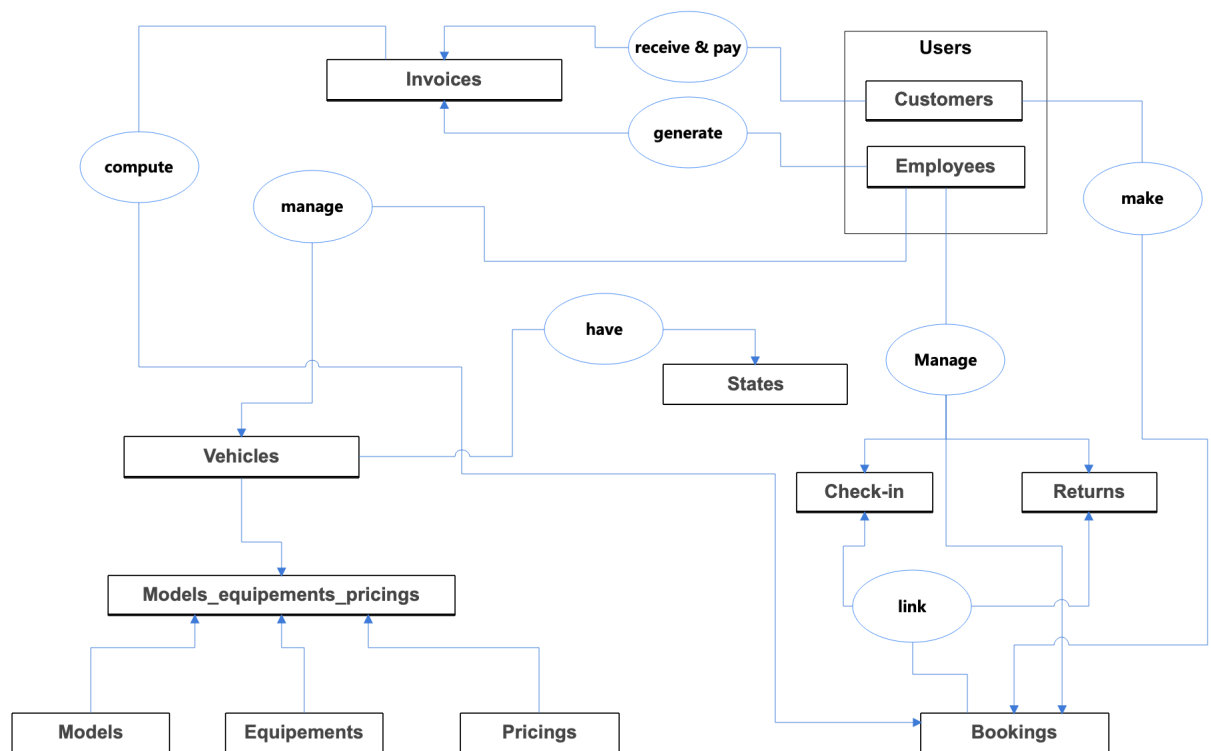 receive & pay
Users
Invoices
Customers
generate
compute
Employees
manage
make
have
Manage
States
Vehicles
Check-in
Returns
Models_equipements_pricings
link
Models
Equipements
Pricings
Bookings